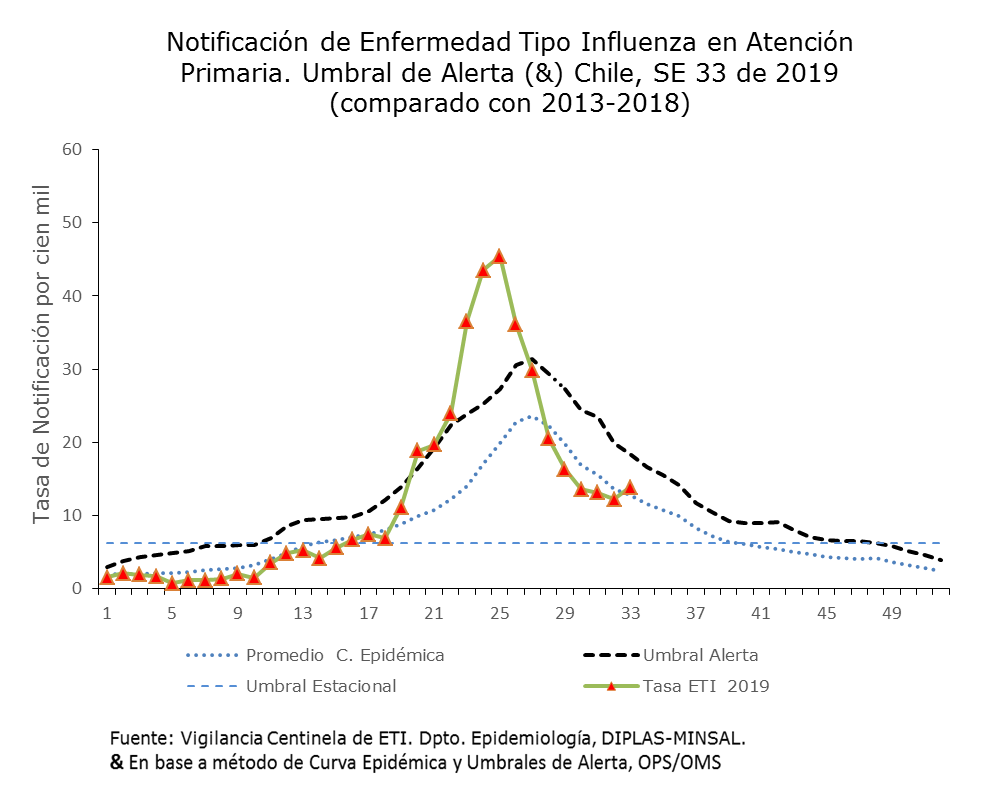 Notificación de Enfermedad Tipo Influenza en Atención
Primaria. Umbral de Alerta (&) Chile, SE 33 de 2019
(comparado con 2013-2018)
Tasa de Notificación por cien mil
60
50
40
30
20
10
0
1 5 9 13 17 21 25 29 33 37 41 45 49
Promedio C. Epidémica
Umbral Alerta
Umbral Estacional
Tasa ETI 2019
Fuente: Vigilancia Centinela de ETI. Dpto. Epidemiología, DIPLAS-MINSAL.
& En base a método de Curva Epidémica y Umbrales de Alerta, OPS/OMS